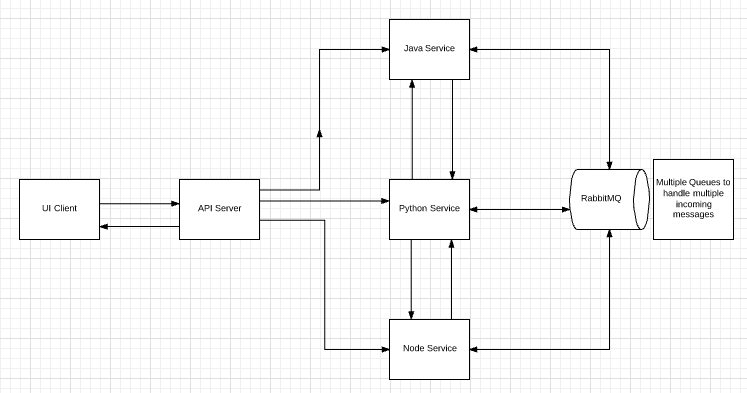 Java Service
UI Client
API Server
Python Service
RabbitMQ
Multiple Queues to
handle multiple
incoming
messages
Node Service